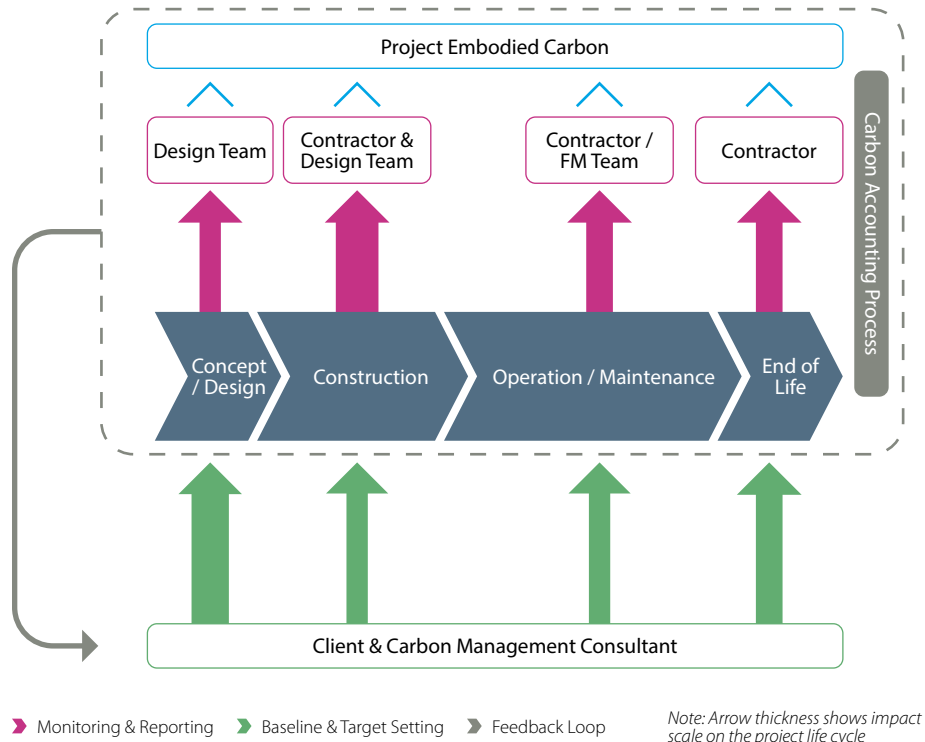 Project Embodied Carbon
Design Team
Contractor &
Design Team
Contractor /
FM Team
Contractor
Carbon Accounting Process
Concept
/ Design
Construction
Operation / Maintenance
End of
Life
Client & Carbon Management Consultant
Monitoring & Reporting
Baseline & Target Setting
Feedback Loop
Note: Arrow thickness shows impact
scale on the project life cycle